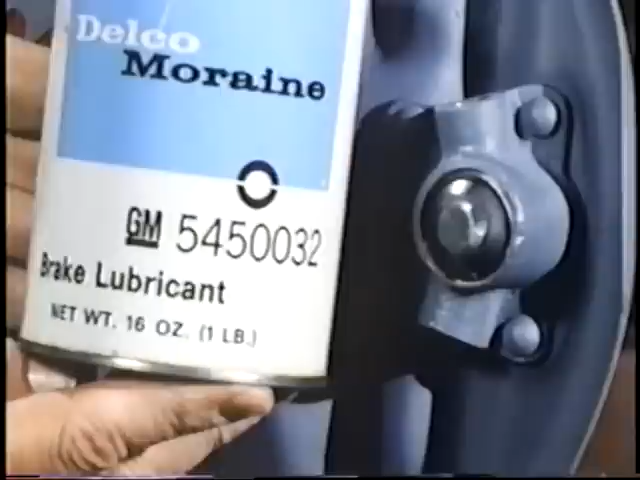 Delco
Moraine
GM 5450032
Brake Lubricant
NET WT. 16 OZ. (1 LB.)